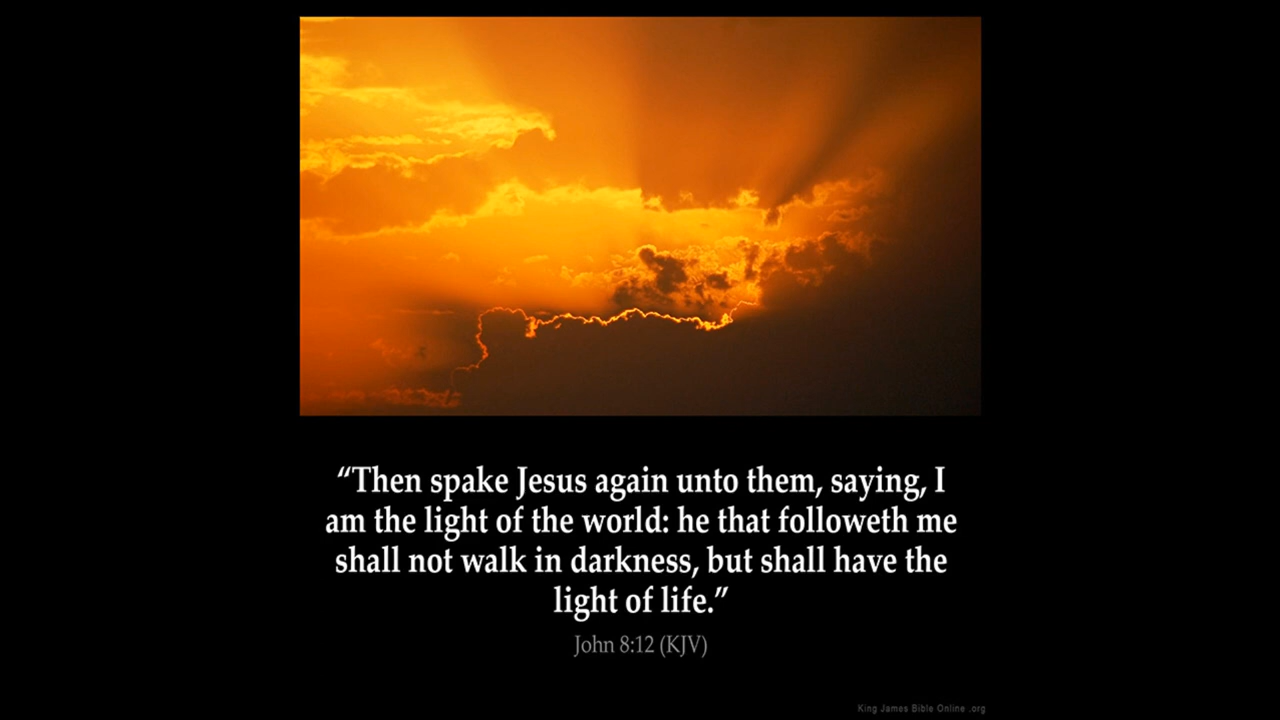 “Then spake Jesus again unto them, saying, I
am the light of the world: he that followeth me
shall not walk in darkness, but shall have the
light of life.”
John 8:12 (KJV)
King James Bible Online .org